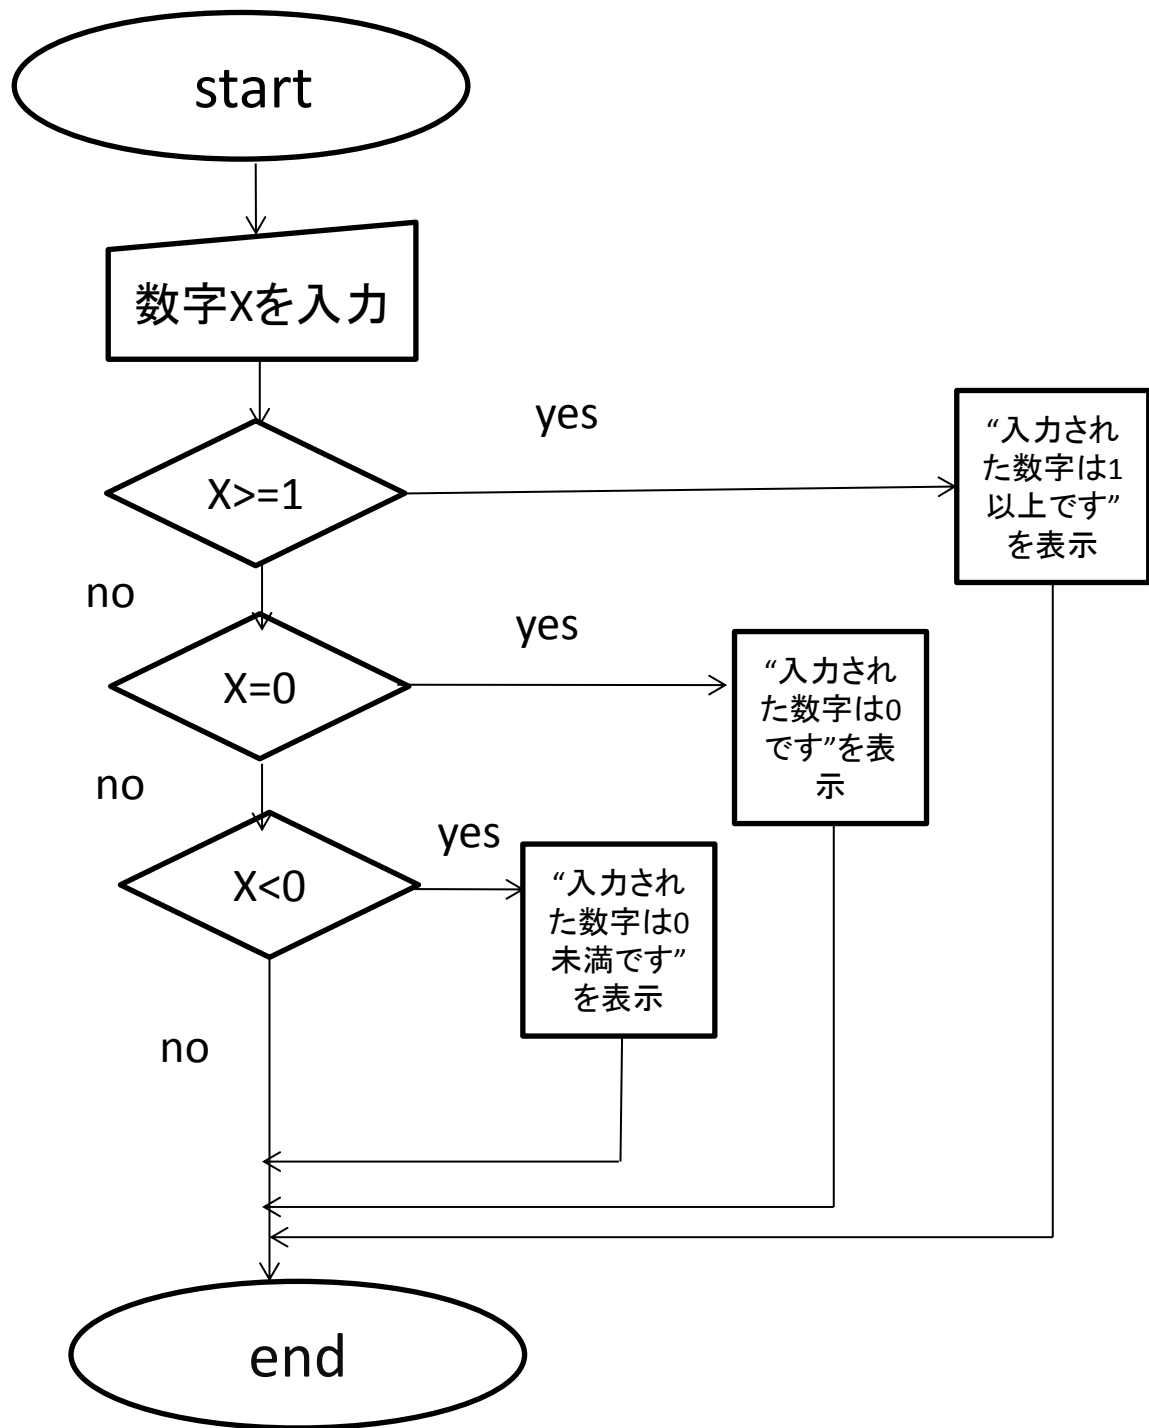 start
数字Xを入力
yes
“入力され
た数字は1
以上です”
を表示
X>=1
no
yes
“入力され
た数字は0
です”を表
示
X=0
no
yes
“入力され
た数字は0
未満です”
を表示
X<0
no
end